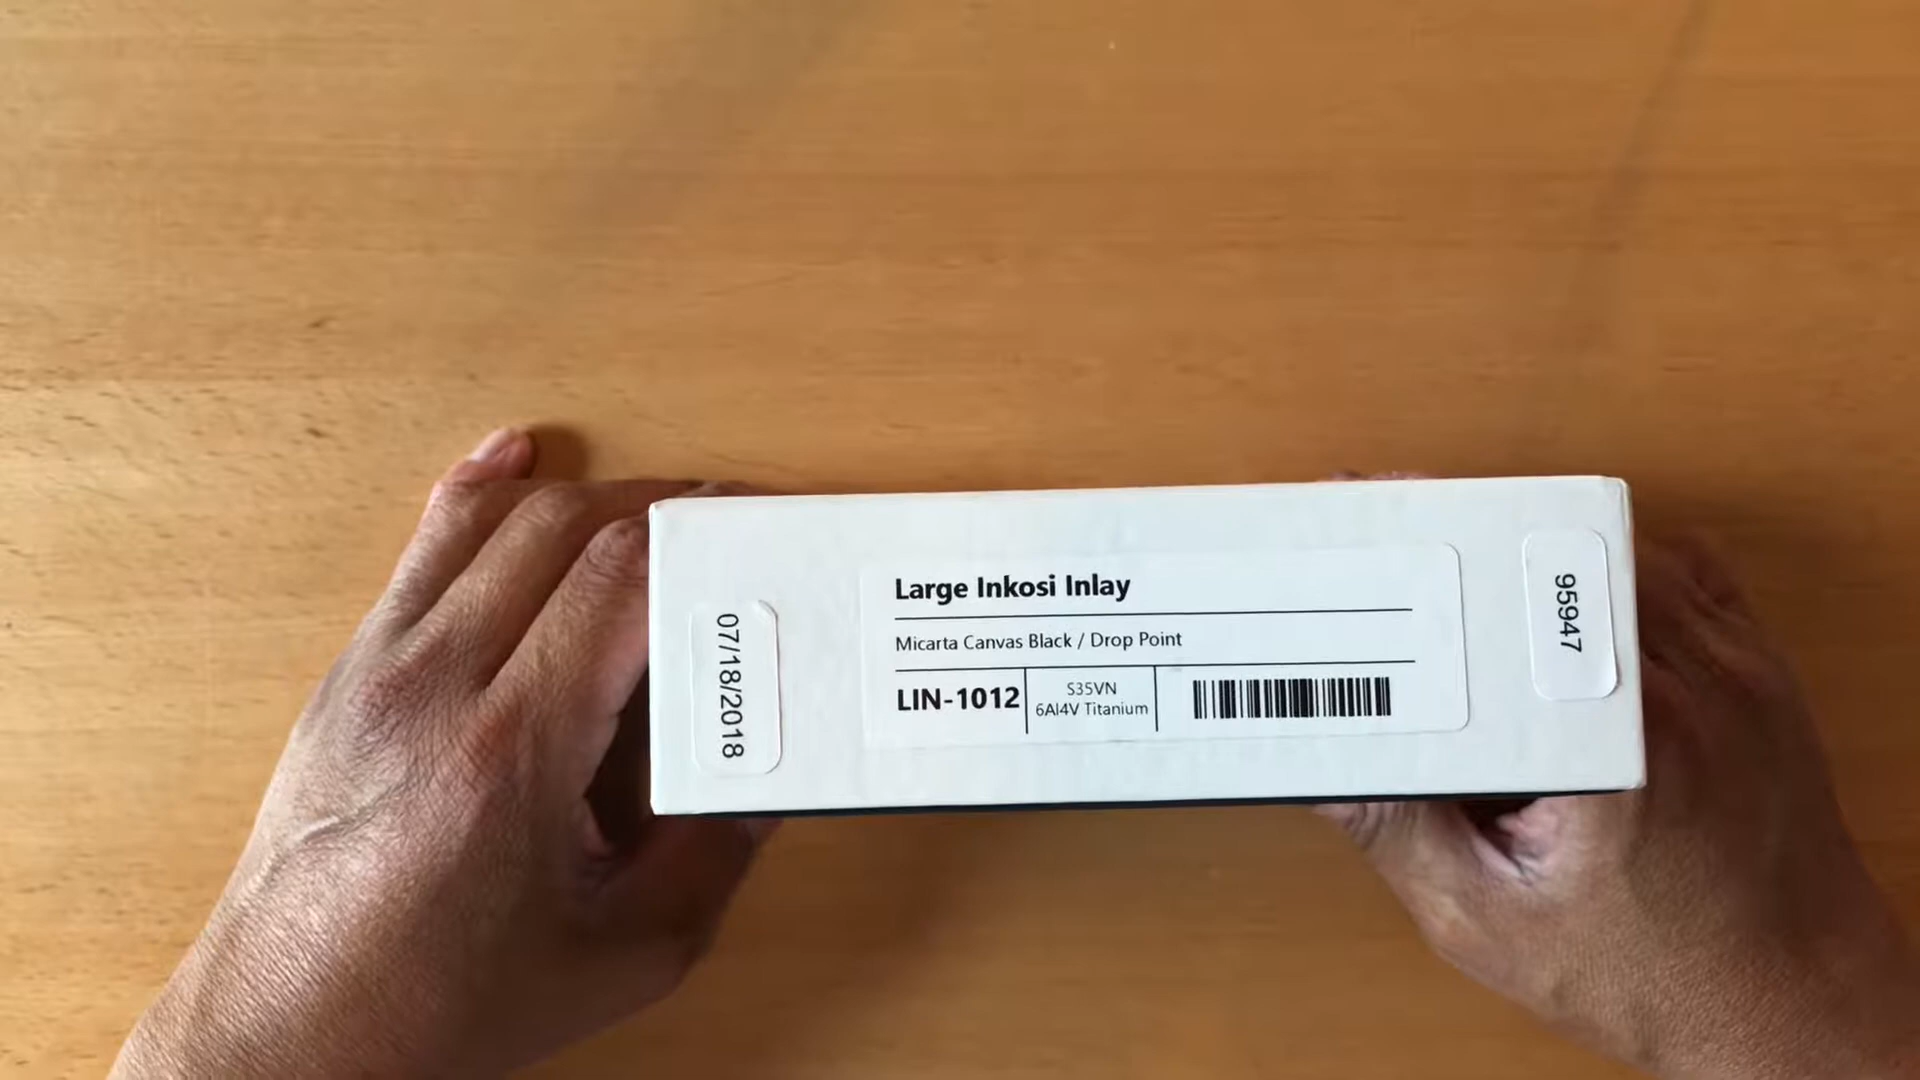 07/18/2018
Large Inkosi Inlay
Micarta Canvas Black / Drop Point
LIN-1012
S35VN
6Al4V Titanium
95947